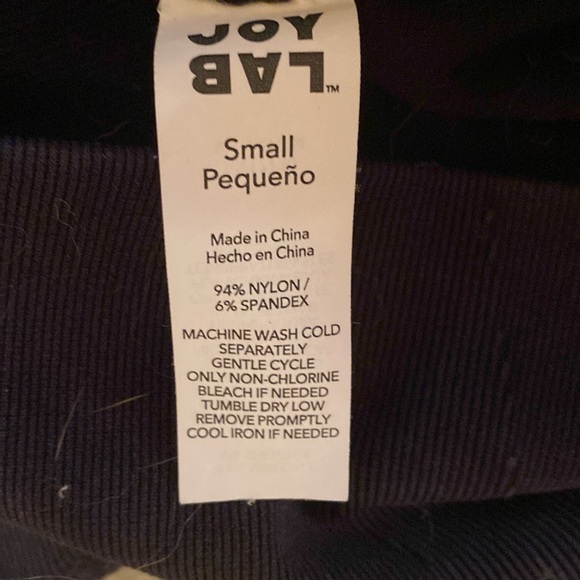 JOY
LAB™
Small
Pequeño
Made in China
Hecho en China
94% NYLON /
6% SPANDEX
MACHINE WASH COLD
SEPARATELY
GENTLE CYCLE
ONLY NON-CHLORINE
BLEACH IF NEEDED
TUMBLE DRY LOW
REMOVE PROMPTLY
COOL IRON IF NEEDED